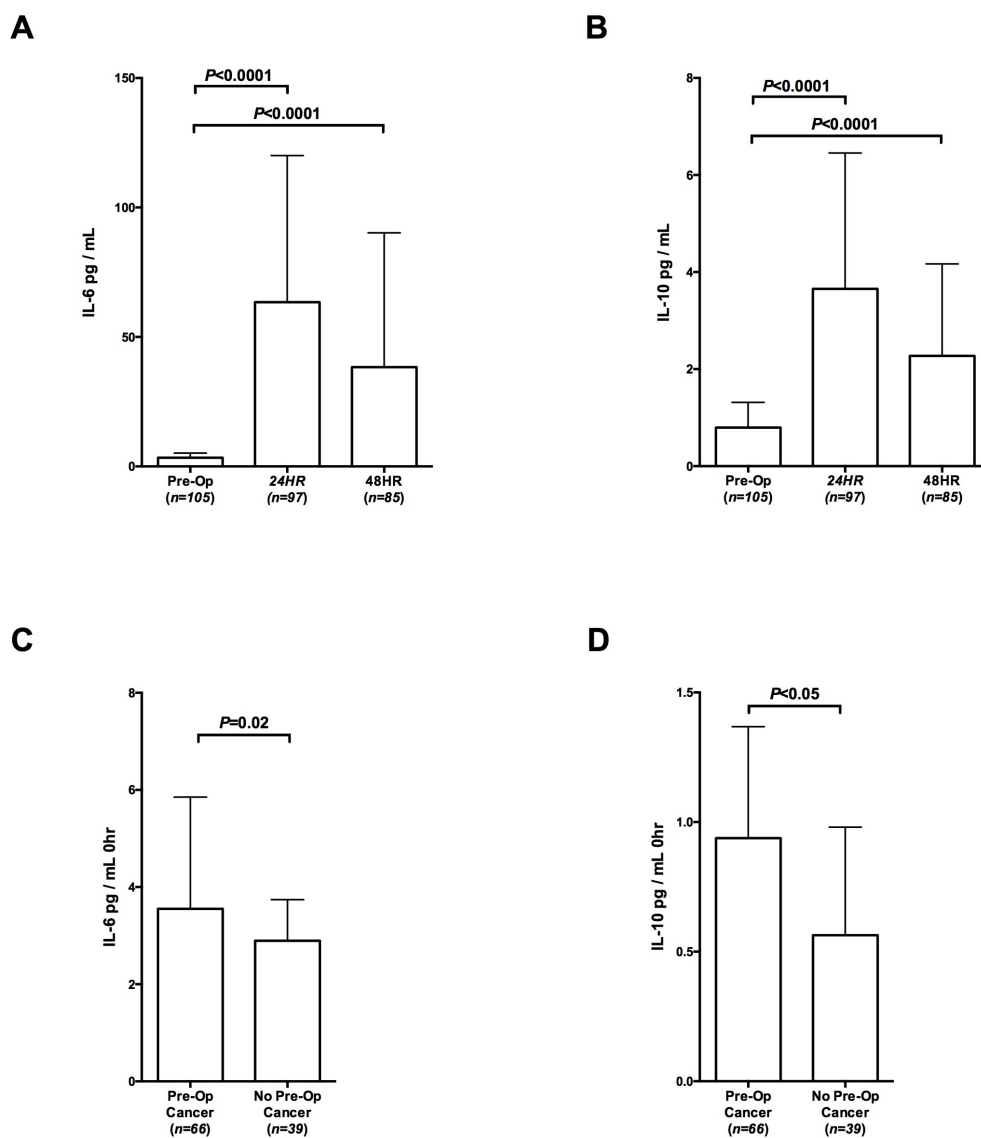 A
150
100
50
0
IL-6 pg / mL
P<0.0001
P<0.0001
Pre-Op
(n=105)
24HR
(n=97)
48HR
(n=85)
B
8
6
4
2
0
IL-10 pg / mL
P<0.0001
P<0.0001
Pre-Op
(n=105)
24HR
(n=97)
48HR
(n=85)
C
8
6
4
2
0
IL-6 pg / mL 0hr
P=0.02
Pre-Op
Cancer
(n=66)
No Pre-Op
Cancer
(n=39)
D
1.5
1.0
0.5
0.0
IL-10 pg / mL 0hr
P<0.05
Pre-Op
Cancer
(n=66)
No Pre-Op
Cancer
(n=39)